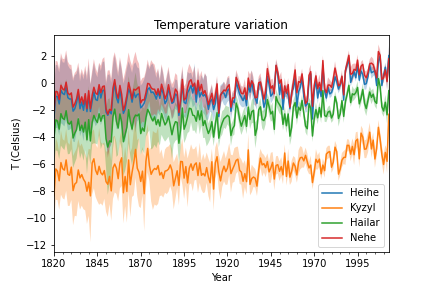 Temperature variation
T (Celsius)
2
0
−2
−4
−6
−8
−10
−12
1820
1845
1870
1895
1920
1945
1970
1995
Year
Heihe
Kyzyl
Hailar
Nehe